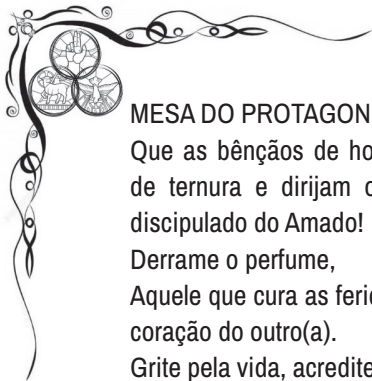 MESA DO PROTAGON
Que as bênçãos de ho
de ternura e dirijam
discipulado do Amado!
Derrame o perfume,
Aquele que cura as feri
coração do outro(a).
Grite pela vida, acredite